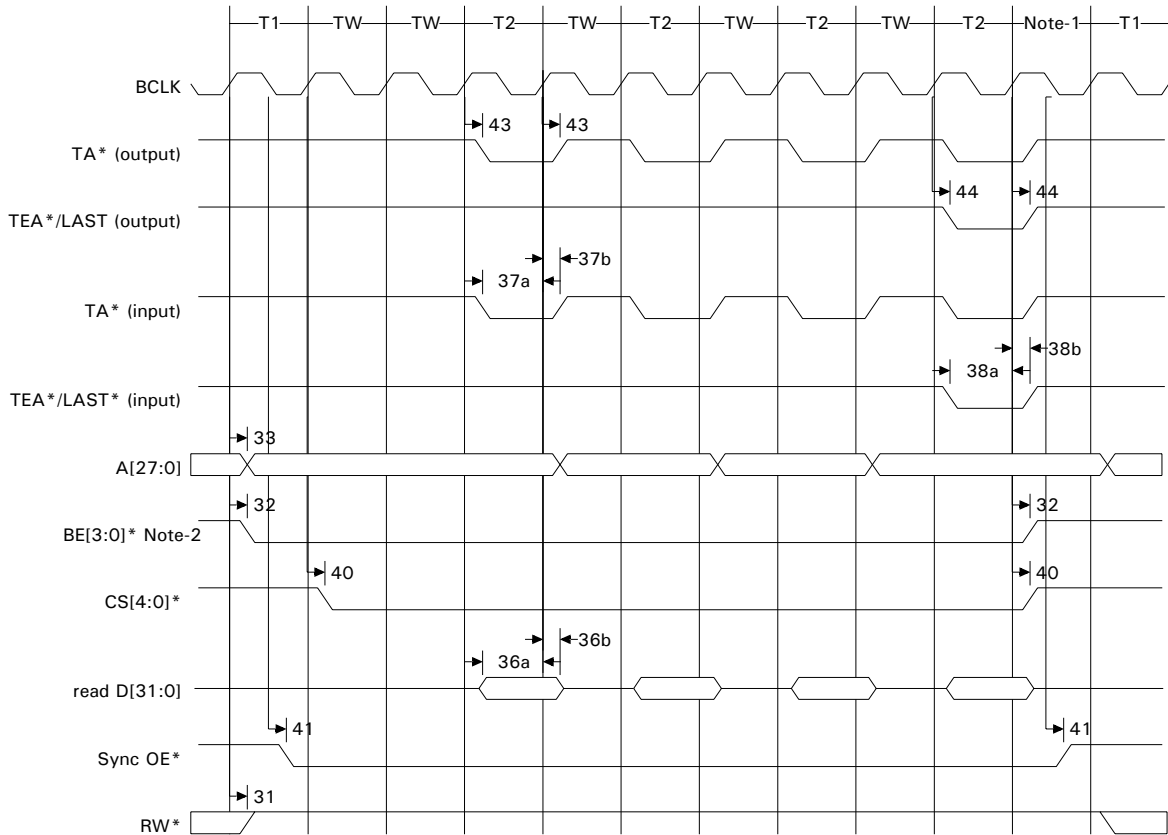 T1 TW TW T2 TW T2 TW T2 TW T2 Note-1 T1
BCLK
43 43
TA* (output)
44 44
TEA*/LAST (output)
37b
37a
TA* (input)
38b
38a
TEA*/LAST* (input)
33
A[27:0]
32 32
BE[3:0]* Note-2
40 40
CS[4:0]*
36b
36a
read D[31:0]
41 41
Sync OE*
31
RW*